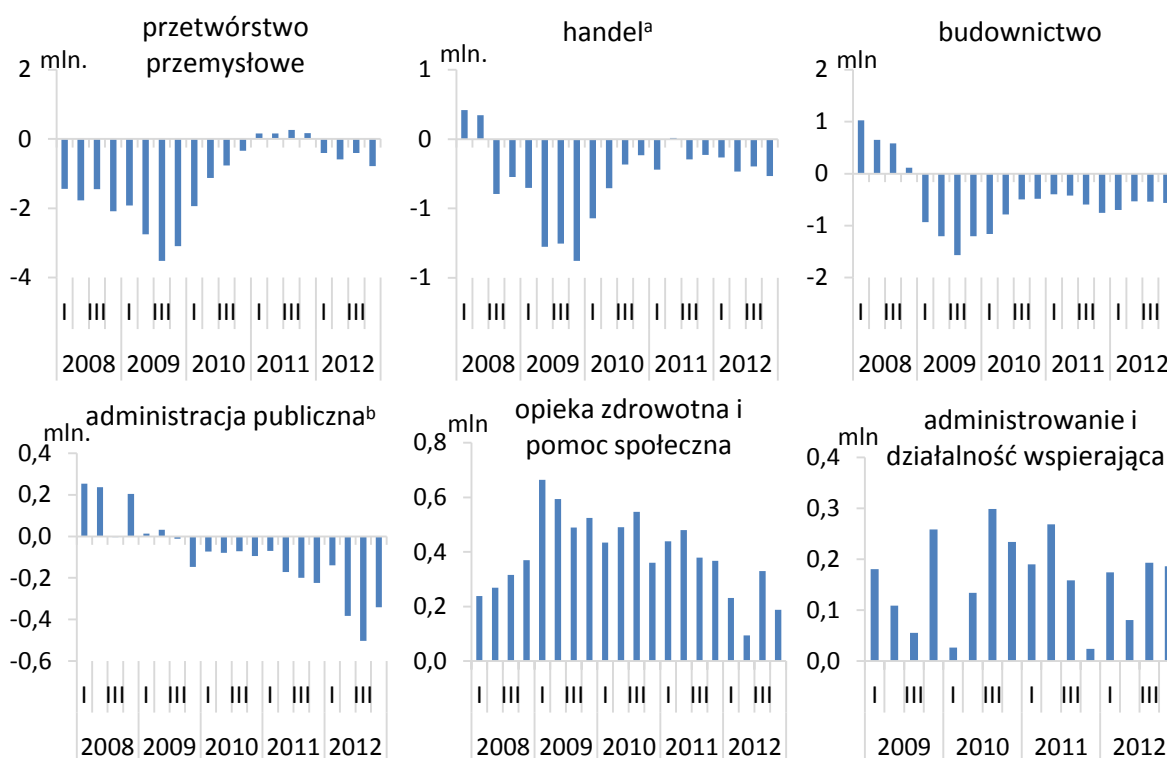 przetwórstwo
przemysłowe
mln.
2
0
-2
-4
I III I III I III I III I III
2008 2009 2010 2011 2012
handelᵃ
mln.
1
0
-1
-1
I III I III I III I III I III
2008 2009 2010 2011 2012
budownictwo
mln
2
1
0
-1
-2
I III I III I III I III I III
2008 2009 2010 2011 2012
administracja publicznaᵇ
mln.
0,4
0,2
0,0
-0,2
-0,4
-0,6
I III I III I III I III I III
2008 2009 2010 2011 2012
opieka zdrowotna i
pomoc społeczna
mln
0,8
0,6
0,4
0,2
0,0
I III I III I III I III I III
2008 2009 2010 2011 2012
administrowanie i
działalność wspierająca
mln
0,4
0,3
0,2
0,1
0,0
I III I III I III I III
2009 2010 2011 2012